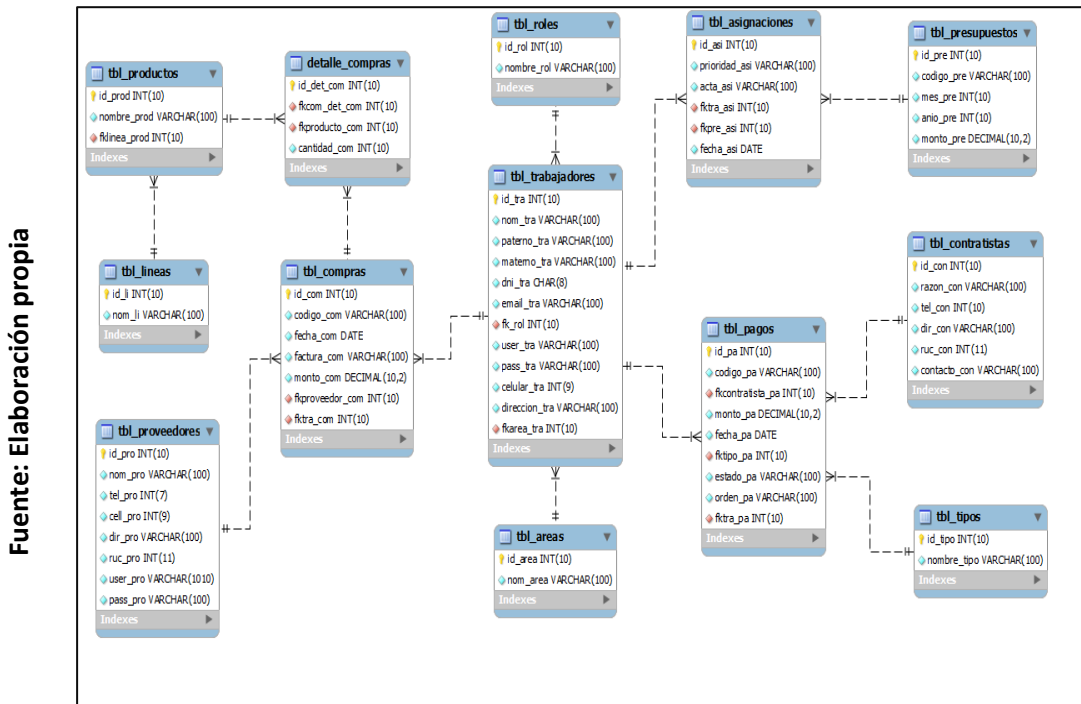 Fuente: Elaboración propia
tbl_productos
id_prod INT(10)
nombre_prod VARCHAR(100)
fklinea_prod INT(10)
Indexes
detalle_compras
id_det_com INT(10)
fkcom_det_com INT(10)
fkproducto_com INT(10)
cantidad_com INT(10)
Indexes
tbl_roles
id_rol INT(10)
nombre_rol VARCHAR(100)
Indexes
tbl_asignaciones
id_asi INT(10)
prioridad_asi VARCHAR(100)
acta_asi VARCHAR(100)
fktra_asi INT(10)
fkpre_asi INT(10)
fecha_asi DATE
Indexes
tbl_presupuestos
id_pre INT(10)
codigo_pre VARCHAR(100)
mes_pre INT(10)
anio_pre INT(10)
monto_pre DECIMAL(10,2)
Indexes
tbl_lineas
id_li INT(10)
nom_li VARCHAR(100)
Indexes
tbl_compras
id_com INT(10)
codigo_com VARCHAR(100)
fecha_com DATE
factura_com VARCHAR(100)
monto_com DECIMAL(10,2)
fkproveedor_com INT(10)
fktra_com INT(10)
Indexes
tbl_trabajadores
id_tra INT(10)
nom_tra VARCHAR(100)
paterno_tra VARCHAR(100)
materno_tra VARCHAR(100)
dni_tra CHAR(8)
email_tra VARCHAR(100)
fk_rol INT(10)
user_tra VARCHAR(100)
pass_tra VARCHAR(100)
celular_tra INT(9)
direccion_tra VARCHAR(100)
fkarea_tra INT(10)
Indexes
tbl_contratistas
id_con INT(10)
razon_con VARCHAR(100)
tel_con INT(10)
dir_con VARCHAR(100)
ruc_con INT(11)
contacto_con VARCHAR(100)
Indexes
tbl_pagos
id_pa INT(10)
codigo_pa VARCHAR(100)
fkcontratista_pa INT(10)
monto_pa DECIMAL(10,2)
fecha_pa DATE
fktipo_pa INT(10)
estado_pa VARCHAR(100)
orden_pa VARCHAR(100)
fktra_pa INT(10)
Indexes
tbl_proveedores
id_pro INT(10)
nom_pro VARCHAR(100)
tel_pro INT(7)
cell_pro INT(9)
dir_pro VARCHAR(100)
ruc_pro INT(11)
user_pro VARCHAR(1010)
pass_pro VARCHAR(100)
Indexes
tbl_areas
id_area INT(10)
nom_area VARCHAR(100)
Indexes
tbl_tipos
id_tipo INT(10)
nombre_tipo VARCHAR(100)
Indexes